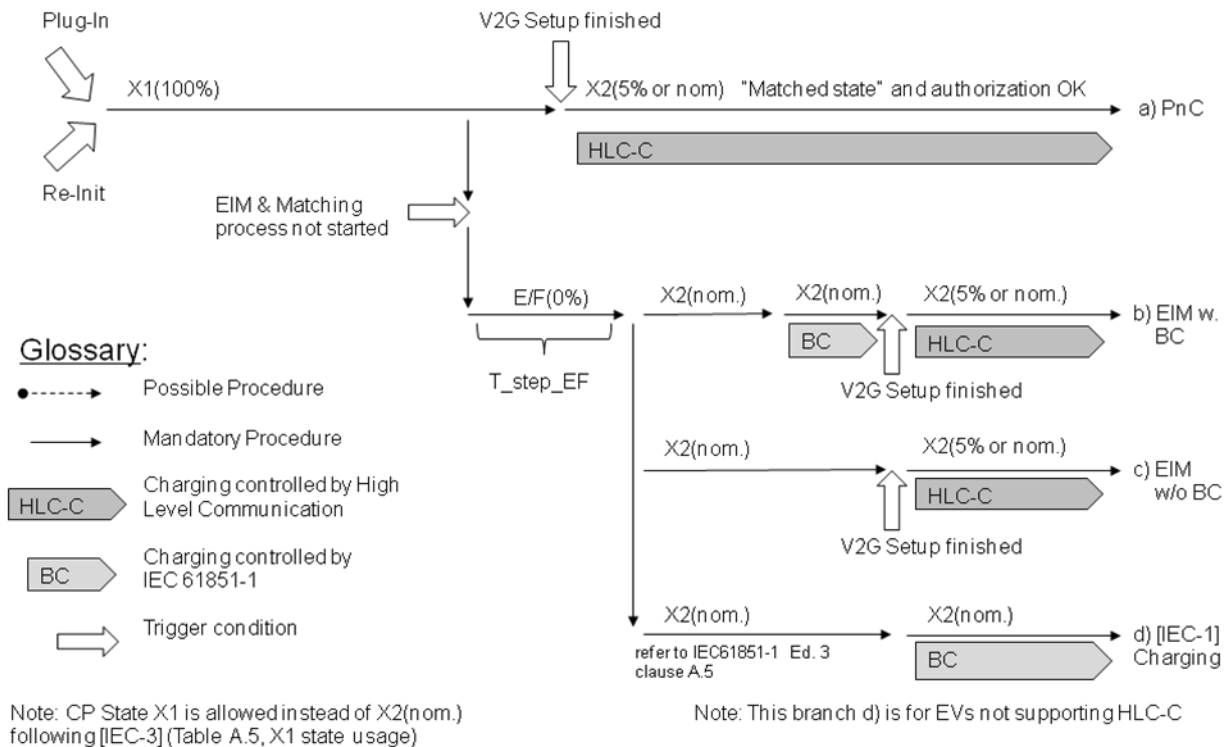 Plug-In
V2G Setup finished
X1(100%)
X2(5% or nom) "Matched state" and authorization OK
a) PnC
HLC-C
Re-Init
EIM & Matching
process not started
E/F(0%)
X2(nom.)
X2(nom.)
X2(5% or nom.)
b) EIM w.
BC
BC
HLC-C
T_step_EF
V2G Setup finished
Glossary:
Possible Procedure
Mandatory Procedure
X2(nom.)
X2(5% or nom.)
c) EIM
w/o BC
HLC-C
HLC-C
Charging controlled by High
Level Communication
V2G Setup finished
BC
Charging controlled by
IEC 61851-1
Trigger condition
X2(nom.)
X2(nom.)
d) [IEC-1]
Charging
refer to IEC61851-1 Ed. 3
clause A.5
BC
Note: CP State X1 is allowed instead of X2(nom.)
following [IEC-3] (Table A.5, X1 state usage)
Note: This branch d) is for EVs not supporting HLC-C